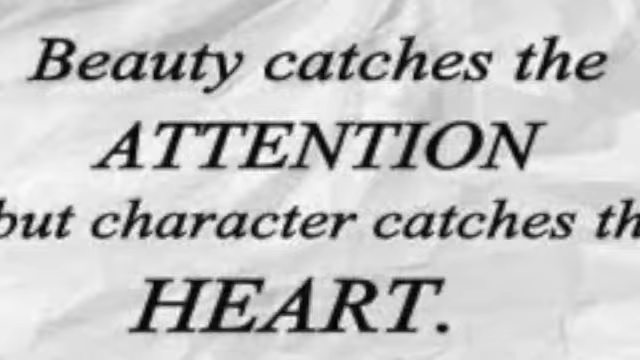 Beauty catches the
ATTENTION
but character catches th
HEART.